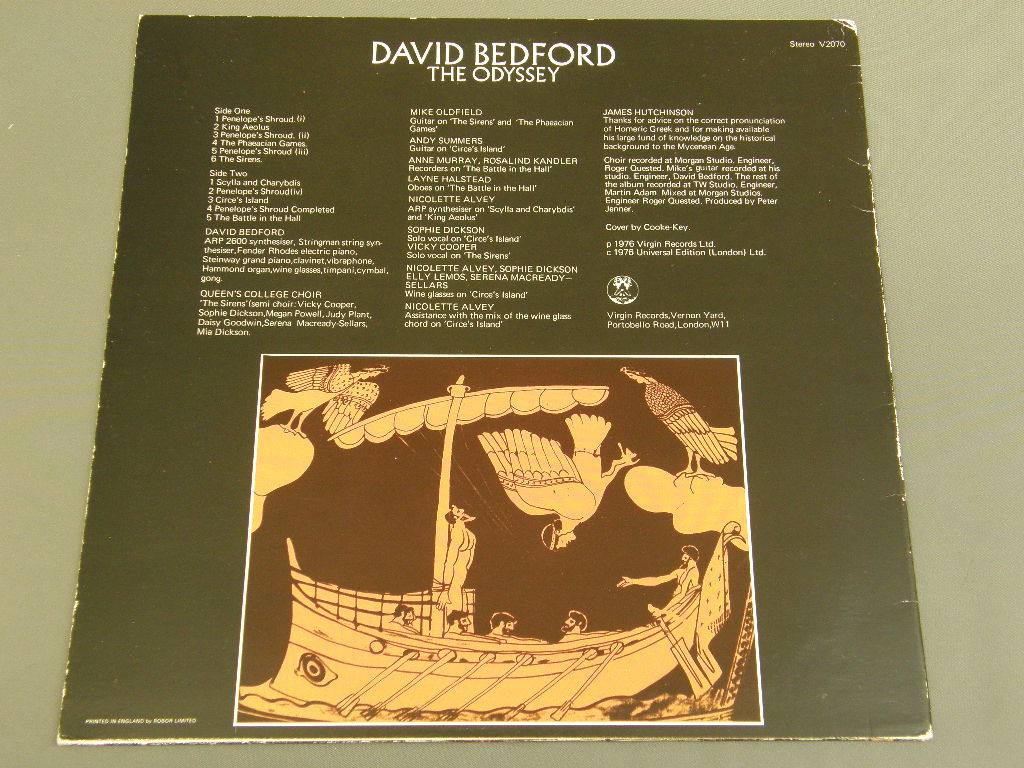 DAVID BEDFORD
THE ODYSSEY
Stereo V2070
Side One
1 Penelope's Shroud.(i)
2 King Aeolus
3 Penelope's Shroud. (ii)
4 The Phaeacian Games.
5 Penelope's Shroud (iii)
6 The Sirens.
Side Two
1 Scylla and Charybdis
2 Penelope's Shroud(iv)
3 Circe's Island
4 Penelope's Shroud Completed
5 The Battle in the Hall
DAVID BEDFORD
ARP 2600 synthesiser, Stringman string syn-
thesiser,Fender Rhodes electric piano,
Steinway grand piano,clavinet,vibraphone,
Hammond organ,wine glasses,timpani,cymbal,
gong.
QUEEN'S COLLEGE CHOIR
'The Sirens'(semi choir: Vicky Cooper,
Sophie Dickson,Megan Powell, Judy Plant,
Daisy Goodwin,Serena Macready-Sellars,
Mia Dickson.
MIKE OLDFIELD
Guitar on 'The Sirens' and 'The Phaeacian
Games'
ANDY SUMMERS
Guitar on 'Circe's Island'
ANNE MURRAY, ROSALIND KANDLER
Recorders on 'The Battle in the Hall'
LAYNE HALSTEAD
Oboes on 'The Battle in the Hall'
NICOLETTE ALVEY
ARP synthesiser on 'Scylla and Charybdis'
and 'King Aeolus'
SOPHIE DICKSON
Solo vocal on 'Circe's Island'
VICKY COOPER
Solo vocal on 'The Sirens'
NICOLETTE ALVEY, SOPHIE DICKSON
ELLY LEMOS, SERENA MACREADY—
SELLARS
Wine glasses on 'Circe's Island'
NICOLETTE ALVEY
Assistance with the mix of the wine glass
chord on 'Circe's Island'
JAMES HUTCHINSON
Thanks for advice on the correct pronunciation
of Homeric Greek and for making available
his large fund of knowledge on the historical
background to the Mycenean Age.
Choir recorded at Morgan Studio. Engineer,
Roger Quested. Mike's guitar recorded at his
studio. Engineer, David Bedford. The rest of
the album recorded at TW Studio, Engineer,
Martin Adam. Mixed at Morgan Studios.
Engineer Roger Quested. Produced by Peter
Jenner.
Cover by Cooke-Key.
p 1976 Virgin Records Ltd.
c 1976 Universal Edition (London) Ltd.
Virgin Records,Vernon Yard,
Portobello Road,London,W11
PRINTED IN ENGLAND by ROBOR LIMITED